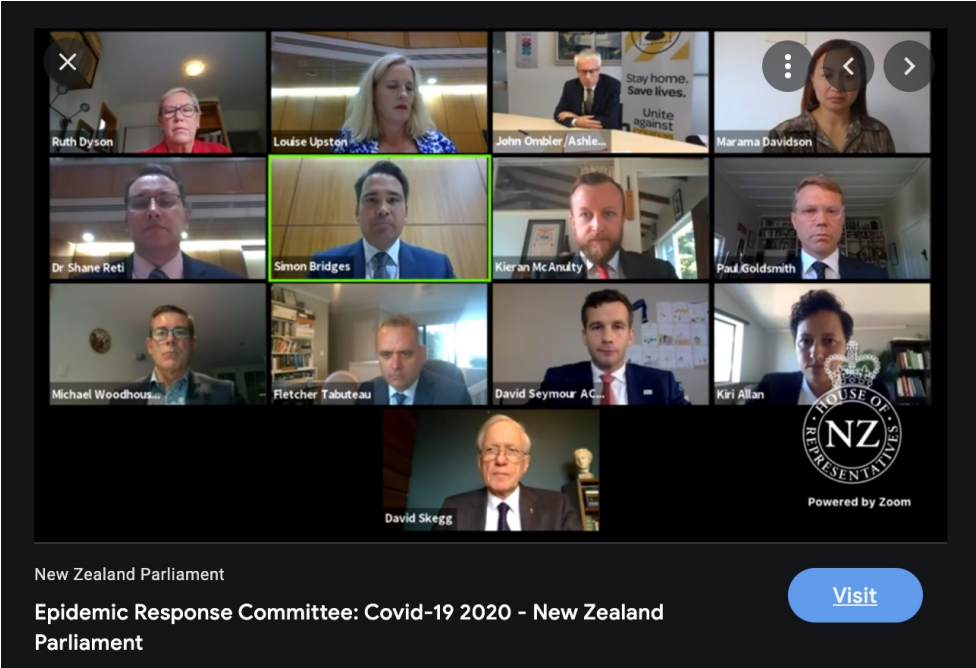 Ruth Dyson
Louise Upston
Stay home.
Save lives.
Unite
against
John Ombler/Ashle...
Marama Davidson
Dr Shane Reti
Simon Bridges
Kieran McAnulty
Paul Goldsmith
Michael Woodhous...
Fletcher Tabuteau
David Seymour AC...
Kiri Allan
HOUSE OF
NZ
REPRESENTATIVES
Powered by Zoom
David Skegg
New Zealand Parliament
Epidemic Response Committee: Covid-19 2020 - New Zealand
Parliament
Visit